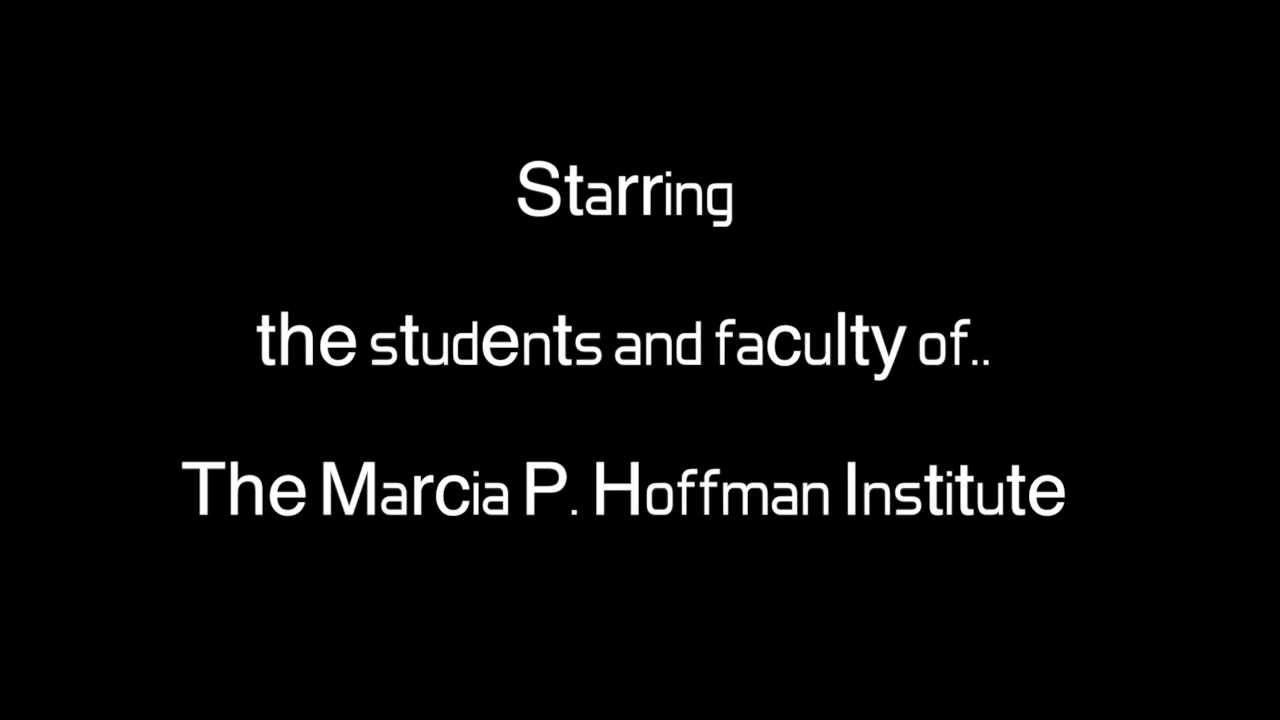 Starring
the students and faculty of..
The Marcia P. Hoffman Institute